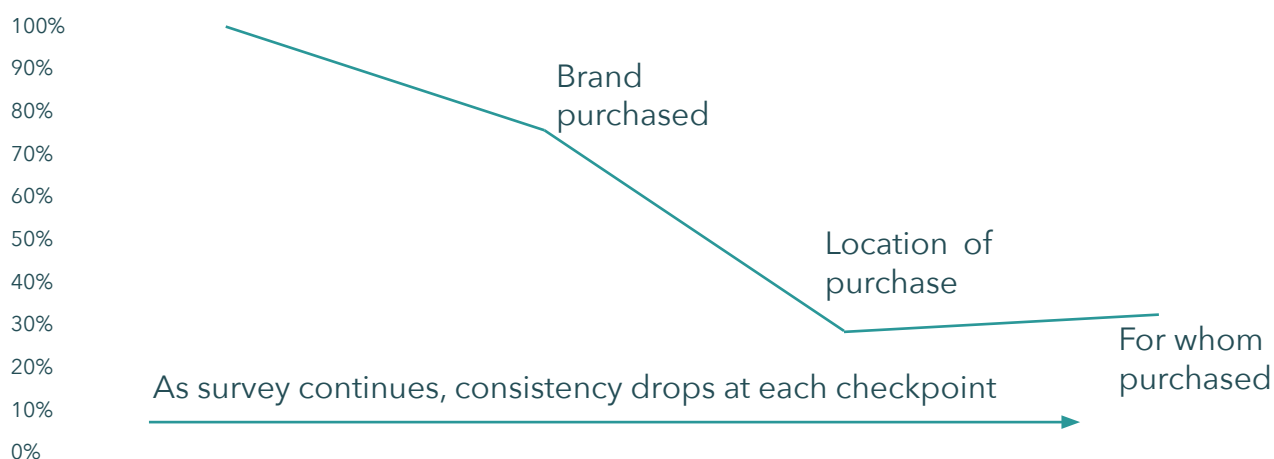 100%
90%
80%
70%
60%
50%
40%
30%
20%
10%
0%
Brand
purchased
Location of
purchase
For whom
purchased
As survey continues, consistency drops at each checkpoint